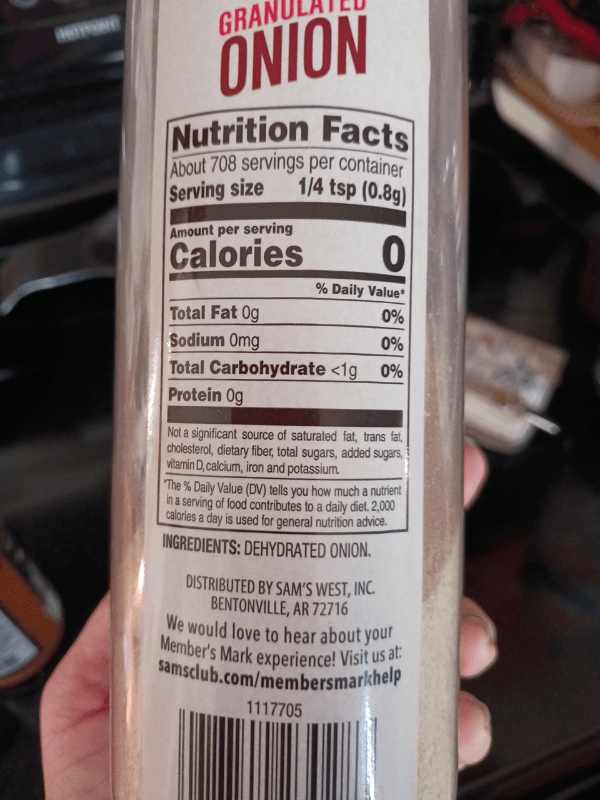 HOTPOINT
GRANULATED
ONION
Nutrition Facts
About 708 servings per container
Serving size 1/4 tsp (0.8g)
Amount per serving
Calories 0
% Daily Value*
Total Fat 0g 0%
Sodium 0mg 0%
Total Carbohydrate <1g 0%
Protein 0g
Not a significant source of saturated fat, trans fat,
cholesterol, dietary fiber, total sugars, added sugars,
vitamin D, calcium, iron and potassium.
*The % Daily Value (DV) tells you how much a nutrient
in a serving of food contributes to a daily diet. 2,000
calories a day is used for general nutrition advice.
INGREDIENTS: DEHYDRATED ONION.
DISTRIBUTED BY SAM'S WEST, INC.
BENTONVILLE, AR 72716
We would love to hear about your
Member's Mark experience! Visit us at:
samsclub.com/membersmarkhelp
1117705